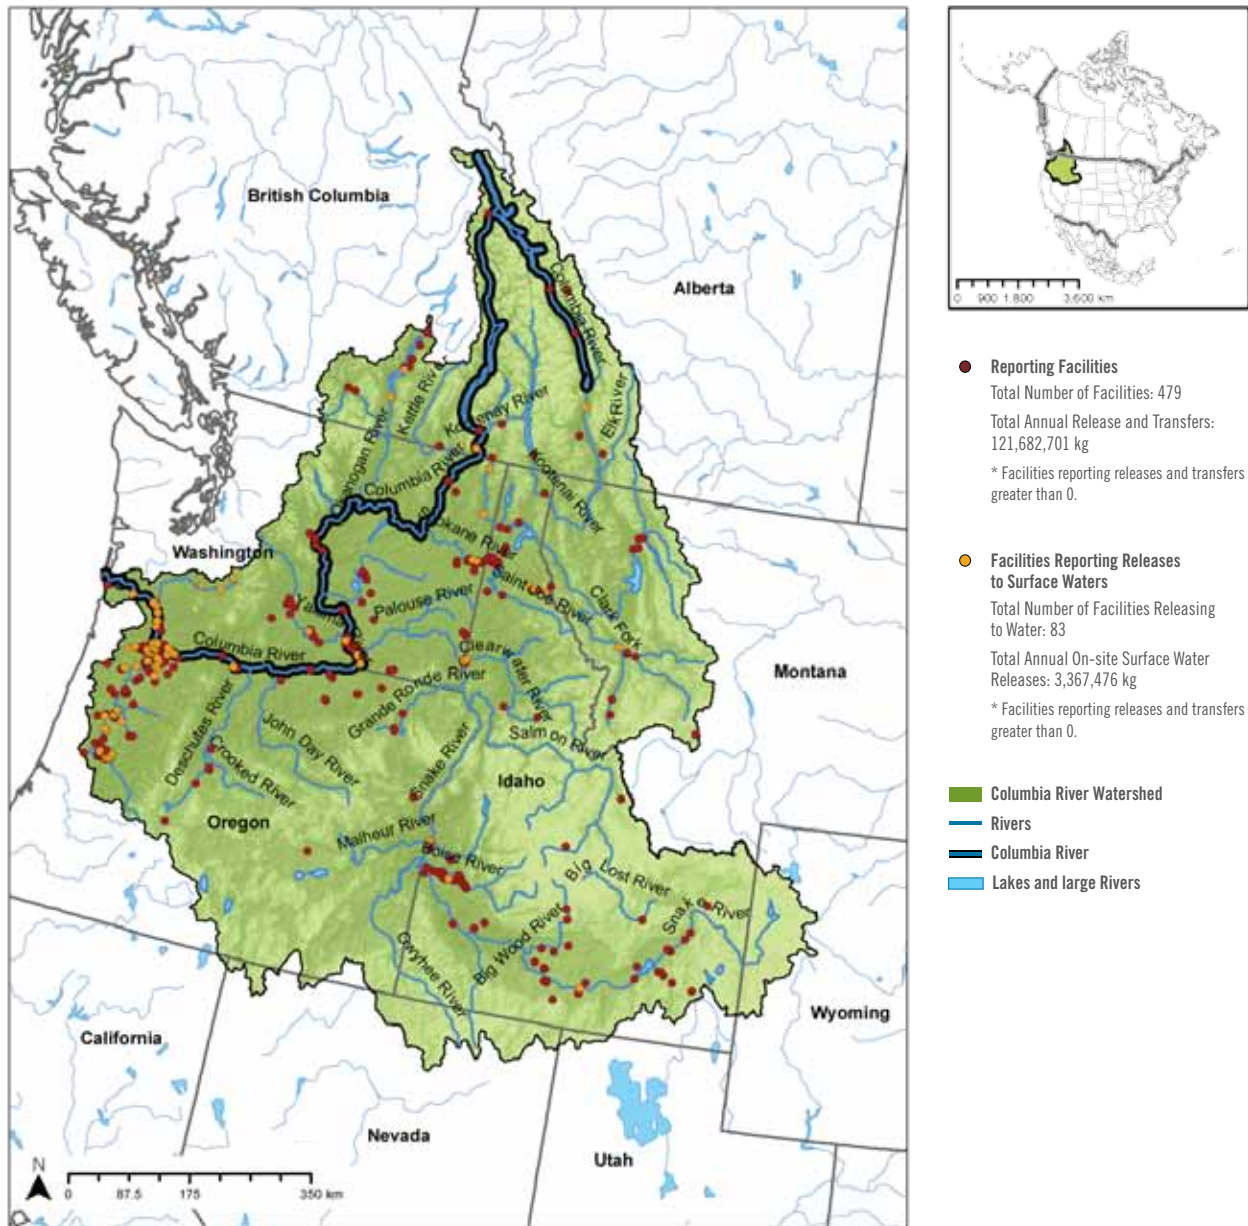 British Columbia
Alberta
Columbia River
Elk River
Kettle River
Kootenay River
Okanogan River
Columbia River
Kootenai River
Spokane River
Washington
Saint Joe River
Clark Fork
Palouse River
Yakima
Columbia River
Clearwater River
Montana
Grande Ronde River
Deschutes River
John Day River
Salmon River
Crooked River
Snake River
Idaho
Oregon
Malheur River
Boise River
Big Lost River
Snake River
Big Wood River
Owyhee River
Wyoming
California
Nevada
Utah
N
0 87.5 175 350 km
0 900 1.800 3.600 km
Reporting Facilities
Total Number of Facilities: 479
Total Annual Release and Transfers:
121,682,701 kg
* Facilities reporting releases and transfers
greater than 0.
Facilities Reporting Releases
to Surface Waters
Total Number of Facilities Releasing
to Water: 83
Total Annual On-site Surface Water
Releases: 3,367,476 kg
* Facilities reporting releases and transfers
greater than 0.
Columbia River Watershed
Rivers
Columbia River
Lakes and large Rivers